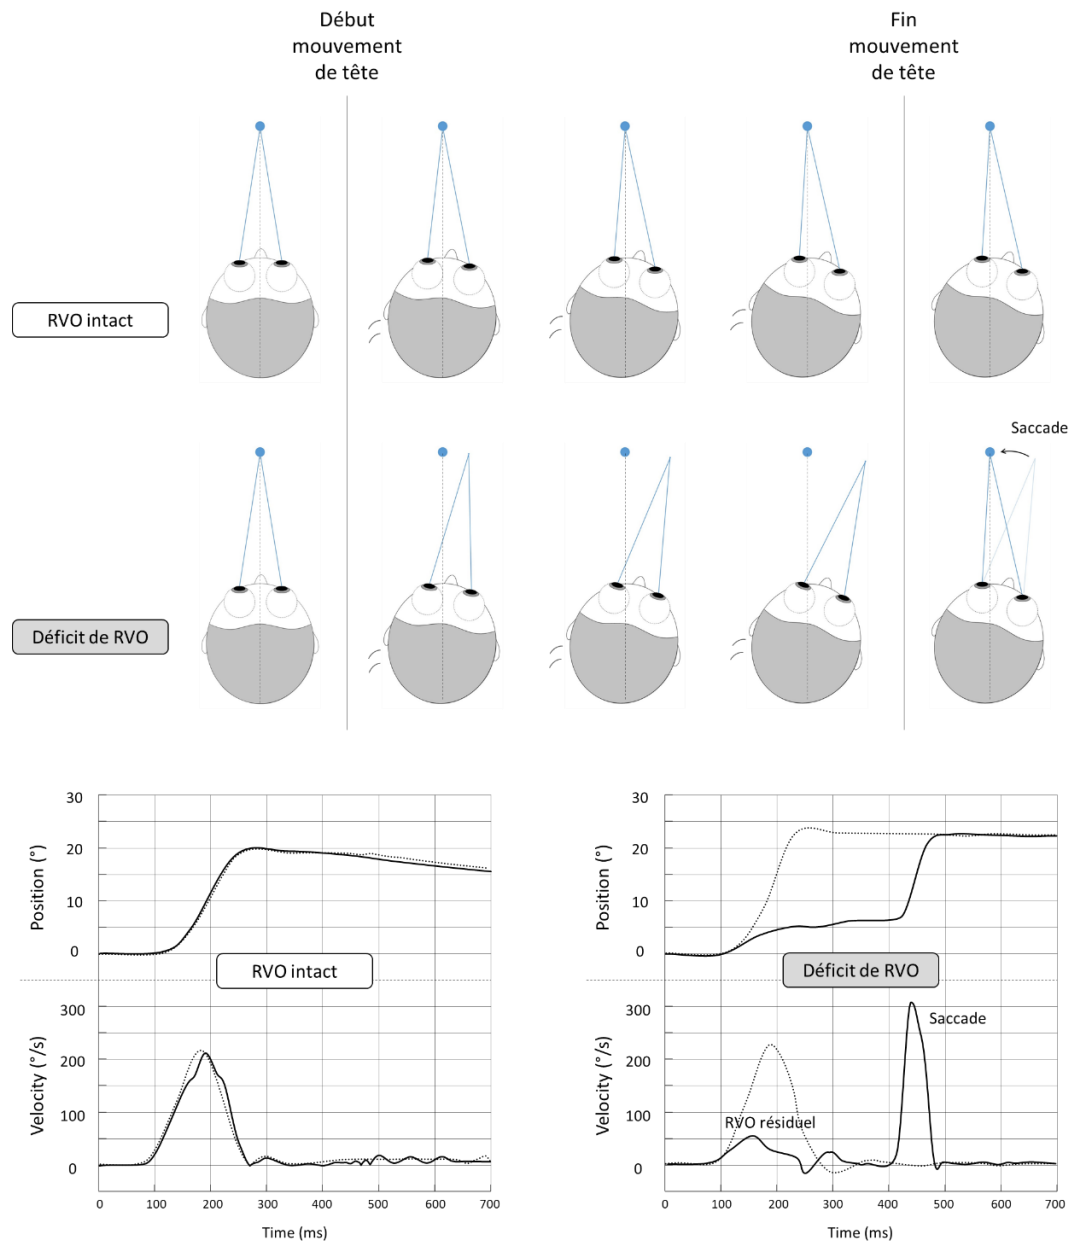 Début
mouvement
de tête
Fin
mouvement
de tête
RVO intact
Saccade
Déficit de RVO
30
20
10
0
Position (°)
RVO intact
300
200
100
0
Velocity (°/s)
0 100 200 300 400 500 600 700
Time (ms)
30
20
10
0
Position (°)
Déficit de RVO
300
200
100
0
Velocity (°/s)
Saccade
RVO résiduel
0 100 200 300 400 500 600 700
Time (ms)